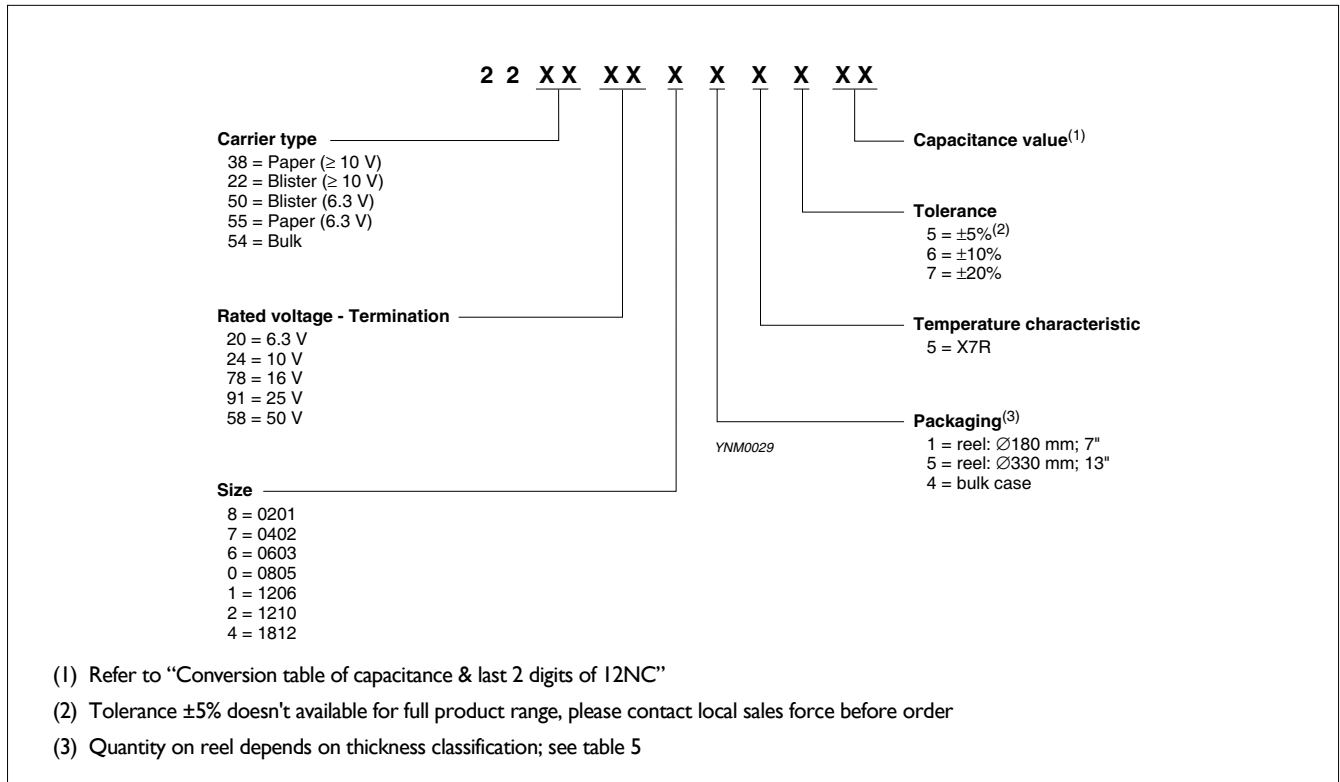 2 2 X X X X X X X X X X
Carrier type
38 = Paper (≥ 10 V)
22 = Blister (≥ 10 V)
50 = Blister (6.3 V)
55 = Paper (6.3 V)
54 = Bulk
Rated voltage - Termination
20 = 6.3 V
24 = 10 V
78 = 16 V
91 = 25 V
58 = 50 V
Size
8 = 0201
7 = 0402
6 = 0603
0 = 0805
1 = 1206
2 = 1210
4 = 1812
Capacitance value(1)
Tolerance
5 = ±5%(2)
6 = ±10%
7 = ±20%
Temperature characteristic
5 = X7R
Packaging(3)
1 = reel: ∅180 mm; 7"
5 = reel: ∅330 mm; 13"
4 = bulk case
YNM0029
(1) Refer to “Conversion table of capacitance & last 2 digits of 12NC”
(2) Tolerance ±5% doesn't available for full product range, please contact local sales force before order
(3) Quantity on reel depends on thickness classification; see table 5